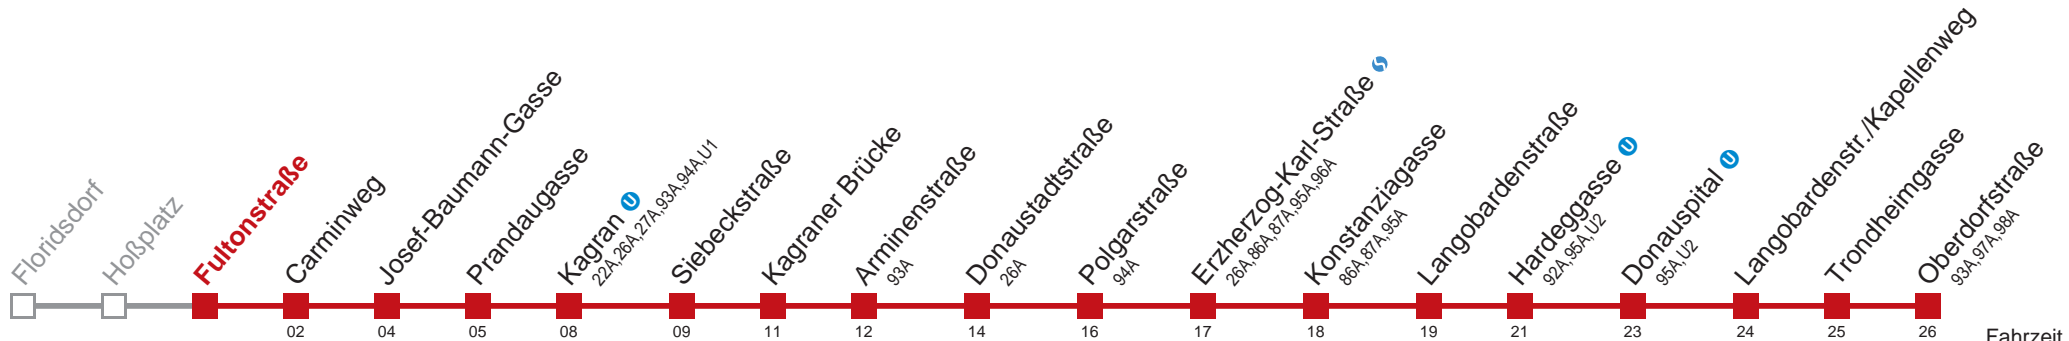 Floridsdorf
Hoßplatz
Fultonstraße
Carminweg
02
Josef-Baumann-Gasse
04
Prandaugasse
05
Kagran U
22A,26A,27A,93A,94A,U1
08
Siebeckstraße
09
Kagraner Brücke
11
Arminenstraße
93A
12
Donaustadtstraße
26A
14
Polgarstraße
94A
16
Erzherzog-Karl-Straße S
26A,86A,87A,95A,96A
17
Konstanziagasse
86A,87A,95A
18
Langobardenstraße
19
Hardeggasse U
92A,95A,U2
21
Donauspital U
95A,U2
23
Langobardenstr./Kapellenweg
24
Trondheimgasse
25
Oberdorfstraße
93A,97A,98A
26
Fahrzeit